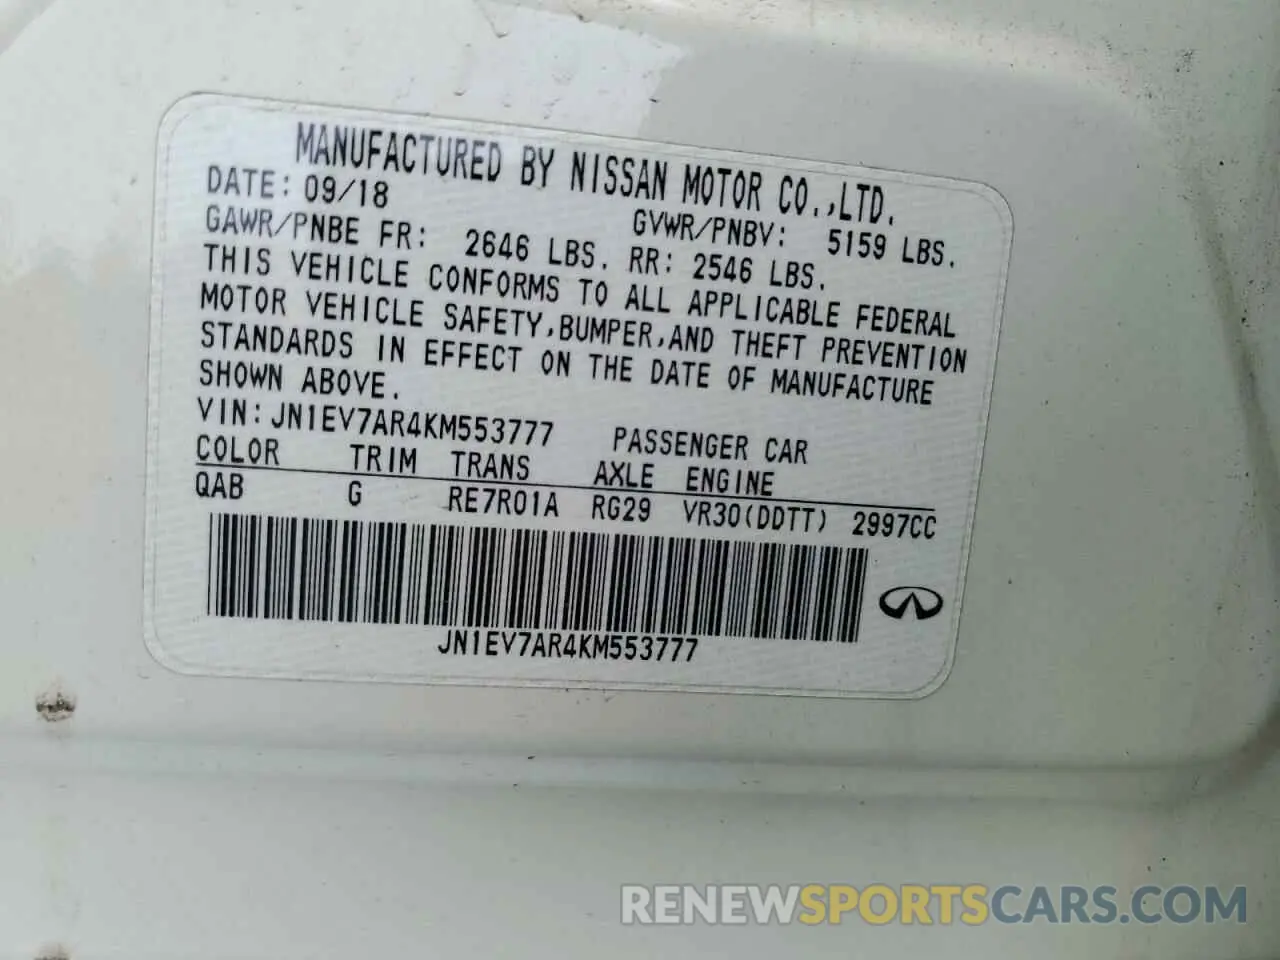 MANUFACTURED BY NISSAN MOTOR CO.,LTD.
DATE: 09/18
GVWR/PNBV: 5159 LBS.
GAWR/PNBE FR: 2646 LBS. RR: 2546 LBS.
THIS VEHICLE CONFORMS TO ALL APPLICABLE FEDERAL
MOTOR VEHICLE SAFETY,BUMPER,AND THEFT PREVENTION
STANDARDS IN EFFECT ON THE DATE OF MANUFACTURE
SHOWN ABOVE.
VIN:JN1EV7AR4KM553777 PASSENGER CAR
COLOR TRIM TRANS AXLE ENGINE
QAB G RE7R01A RG29 VR30(DDTT) 2997CC
JN1EV7AR4KM553777
RENEWSPORTSCARS.COM